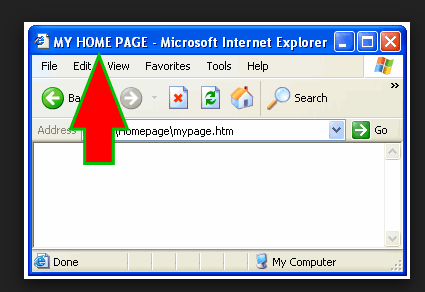 MY HOME PAGE - Microsoft Internet Explorer
File Edit View Favorites Tools Help
Search
Address \Homepage\mypage.htm Go
Done My Computer